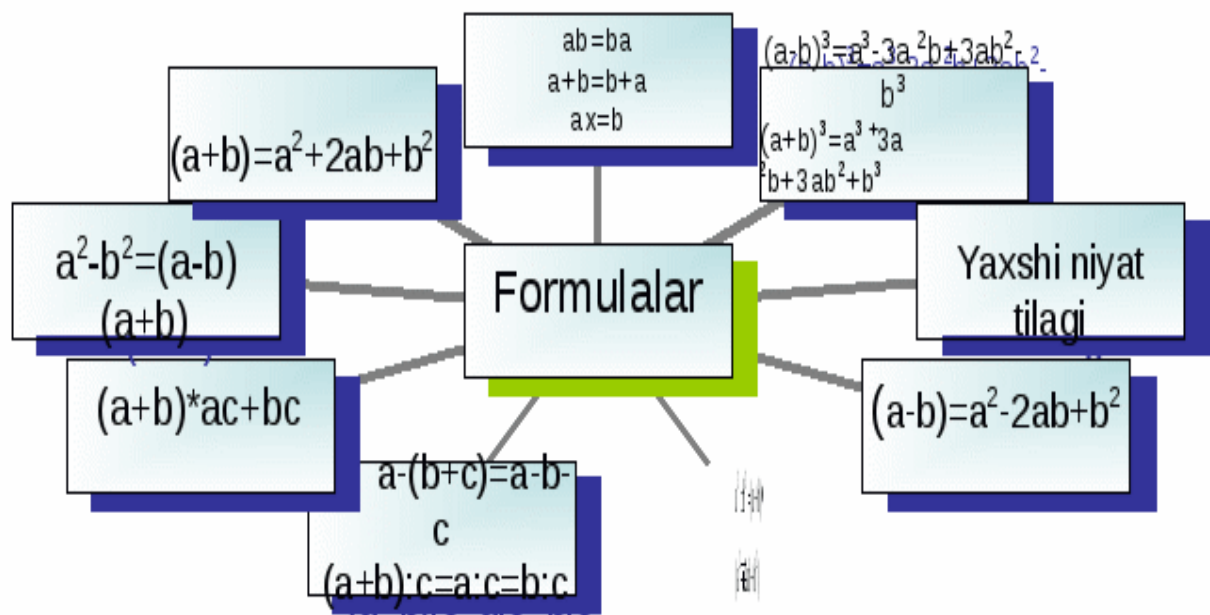 ab=ba
a+b=b+a
ax=b
(a-b)³=a³-3a²b+3ab²-
b³
(a+b)³=a³⁺3a
²b+3ab²+b³
(a+b)=a²+2ab+b²
a²-b²=(a-b)
(a+b)
Formulalar
Yaxshi niyat
tilagi
(a+b)*ac+bc
(a-b)=a²-2ab+b²
a-(b+c)=a-b-
c
(a+b):c=a:c=b:c